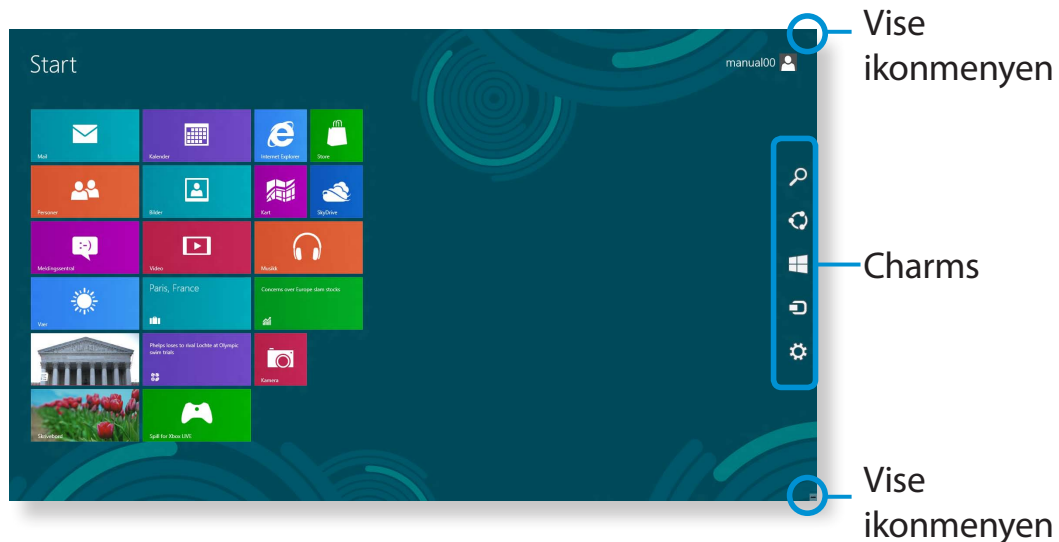 Vise
ikonmenyen
Start
manual00
Mail
Kalender
Internet Explorer
Store
Personer
Bilder
Kart
SkyDrive
Meldingssentral
Video
Musikk
Vær
Paris, France
Concerns over Europe slam stocks
Phelps loses to rival Lochte at Olympic
swim trials
Kamera
Skrivebord
Spill for Xbox LIVE
Charms
Vise
ikonmenyen